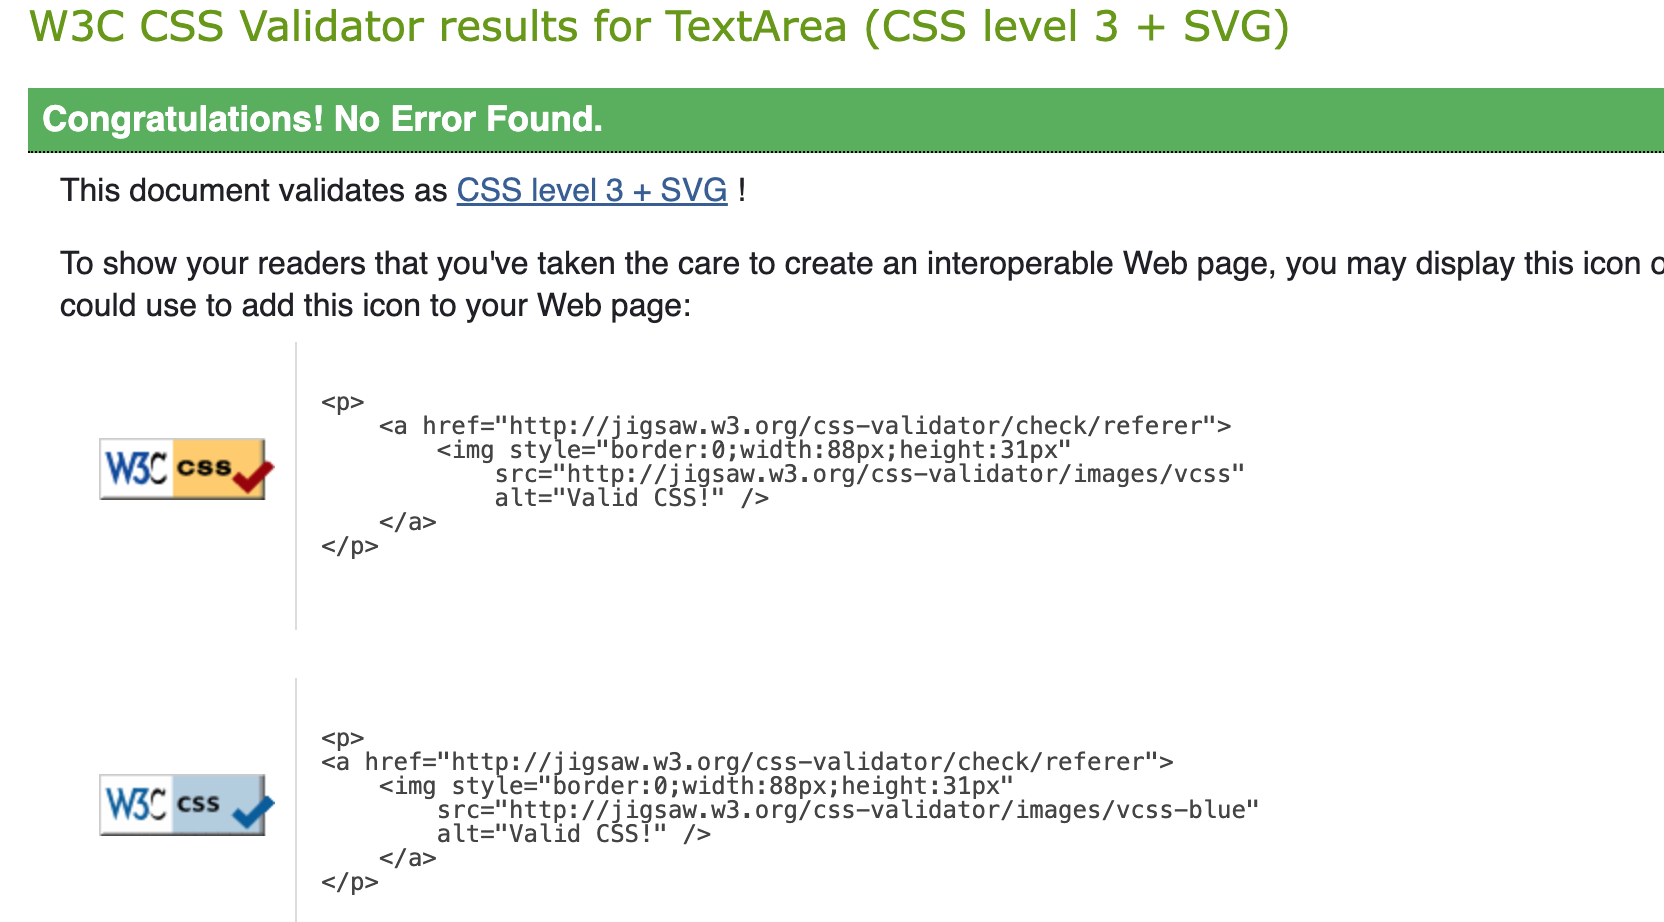 W3C CSS Validator results for TextArea (CSS level 3 + SVG)
Congratulations! No Error Found.
This document validates as CSS level 3 + SVG !
To show your readers that you've taken the care to create an interoperable Web page, you may display this icon o
could use to add this icon to your Web page:
<p>
    <a href="http://jigsaw.w3.org/css-validator/check/referer">
        <img style="border:0;width:88px;height:31px"
            src="http://jigsaw.w3.org/css-validator/images/vcss"
            alt="Valid CSS!" />
    </a>
</p>
W3C css
<p>
<a href="http://jigsaw.w3.org/css-validator/check/referer">
    <img style="border:0;width:88px;height:31px"
        src="http://jigsaw.w3.org/css-validator/images/vcss-blue"
        alt="Valid CSS!" />
    </a>
</p>
W3C css